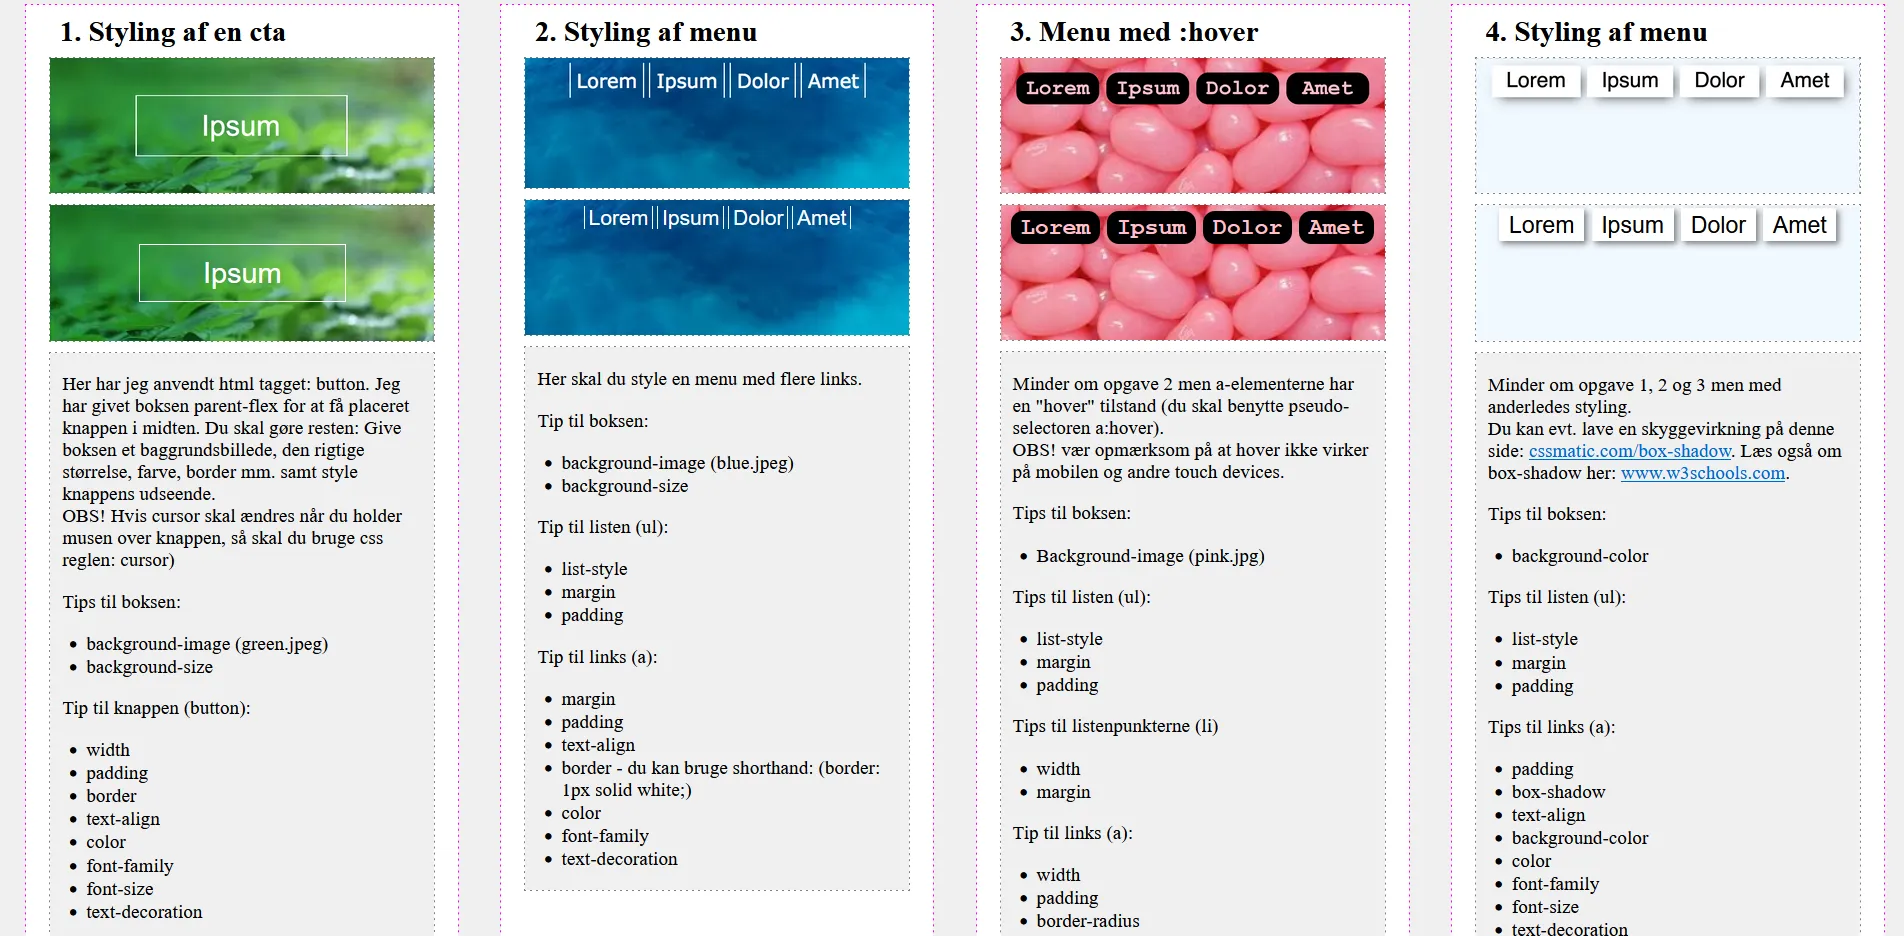 1. Styling af en cta
Ipsum
Ipsum
Her har jeg anvendt html tagget: button. Jeg
har givet boksen parent-flex for at få placeret
knappen i midten. Du skal gøre resten: Give
boksen et baggrundsbillede, den rigtige
størrelse, farve, border mm. samt style
knappens udseende.
OBS! Hvis cursor skal ændres når du holder
musen over knappen, så skal du bruge css
reglen: cursor)
Tips til boksen:
• background-image (green.jpeg)
• background-size
Tip til knappen (button):
• width
• padding
• border
• text-align
• color
• font-family
• font-size
• text-decoration
2. Styling af menu
Lorem Ipsum Dolor Amet
Lorem Ipsum Dolor Amet
Her skal du style en menu med flere links.
Tip til boksen:
• background-image (blue.jpeg)
• background-size
Tip til listen (ul):
• list-style
• margin
• padding
Tip til links (a):
• margin
• padding
• text-align
• border - du kan bruge shorthand: (border:
1px solid white;)
• color
• font-family
• text-decoration
3. Menu med :hover
Lorem Ipsum Dolor Amet
Lorem Ipsum Dolor Amet
Minder om opgave 2 men a-elementerne har
en "hover" tilstand (du skal benytte pseudo-
selectoren a:hover).
OBS! vær opmærksom på at hover ikke virker
på mobilen og andre touch devices.
Tips til boksen:
• Background-image (pink.jpg)
Tips til listen (ul):
• list-style
• margin
• padding
Tips til listenpunkterne (li)
• width
• margin
Tip til links (a):
• width
• padding
• border-radius
4. Styling af menu
Lorem Ipsum Dolor Amet
Lorem Ipsum Dolor Amet
Minder om opgave 1, 2 og 3 men med
anderledes styling.
Du kan evt. lave en skyggevirkning på denne
side: cssmatic.com/box-shadow. Læs også om
box-shadow her: www.w3schools.com.
Tips til boksen:
• background-color
Tips til listen (ul):
• list-style
• margin
• padding
Tips til links (a):
• padding
• box-shadow
• text-align
• background-color
• color
• font-family
• font-size
• text-decoration